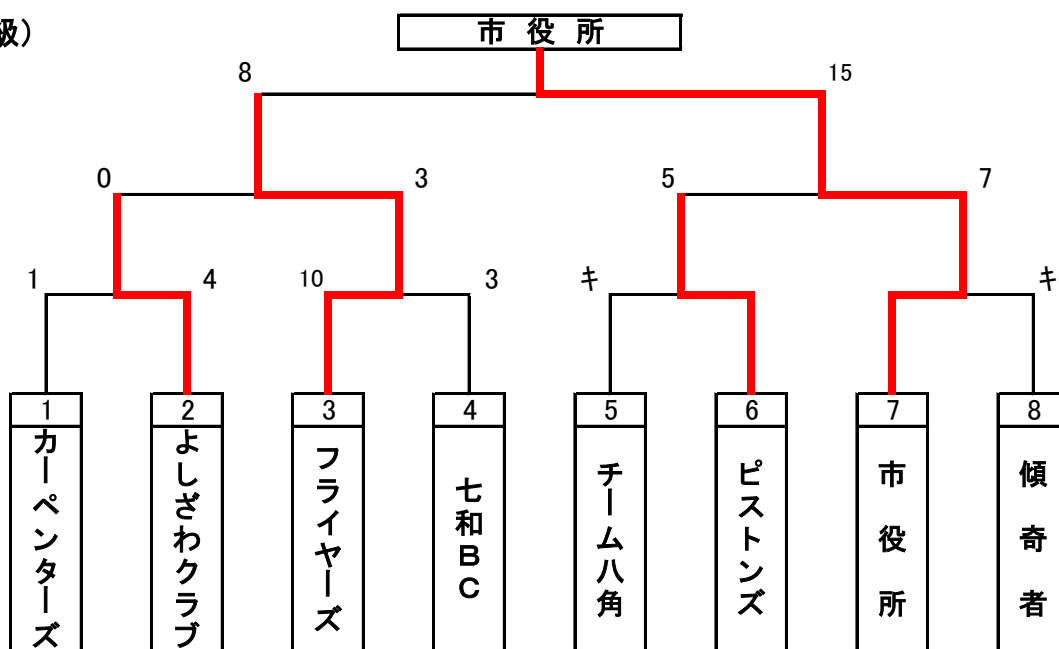 級）
市役所
8
15
0
3
5
7
1
4
10
3
キ
キ
1
2
3
4
5
6
7
8
カーペンターズ
よしざわクラブ
フライヤーズ
七和BC
チーム八角
ピストンズ
市役所
傾奇者